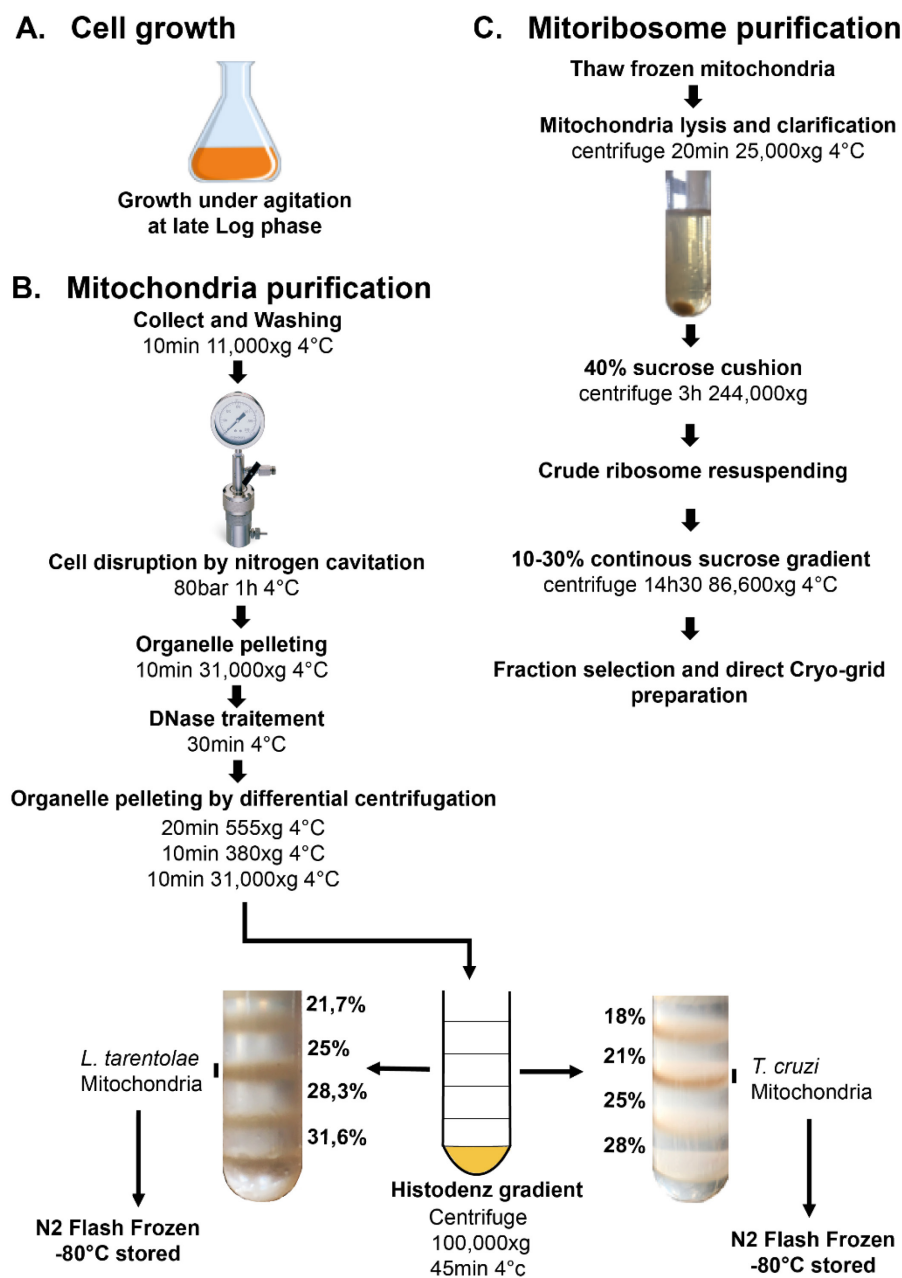 A. Cell growth
Growth under agitation
at late Log phase
B. Mitochondria purification
Collect and Washing
10min 11,000xg 4°C
Cell disruption by nitrogen cavitation
80bar 1h 4°C
Organelle pelleting
10min 31,000xg 4°C
DNase traitement
30min 4°C
Organelle pelleting by differential centrifugation
20min 555xg 4°C
10min 380xg 4°C
10min 31,000xg 4°C
L. tarentolae
Mitochondria
21,7%
25%
28,3%
31,6%
N2 Flash Frozen
-80°C stored
Histodenz gradient
Centrifuge
100,000xg
45min 4°c
18%
21%
25%
28%
T. cruzi
Mitochondria
N2 Flash Frozen
-80°C stored
C. Mitoribosome purification
Thaw frozen mitochondria
Mitochondria lysis and clarification
centrifuge 20min 25,000xg 4°C
40% sucrose cushion
centrifuge 3h 244,000xg
Crude ribosome resuspending
10-30% continous sucrose gradient
centrifuge 14h30 86,600xg 4°C
Fraction selection and direct Cryo-grid
preparation